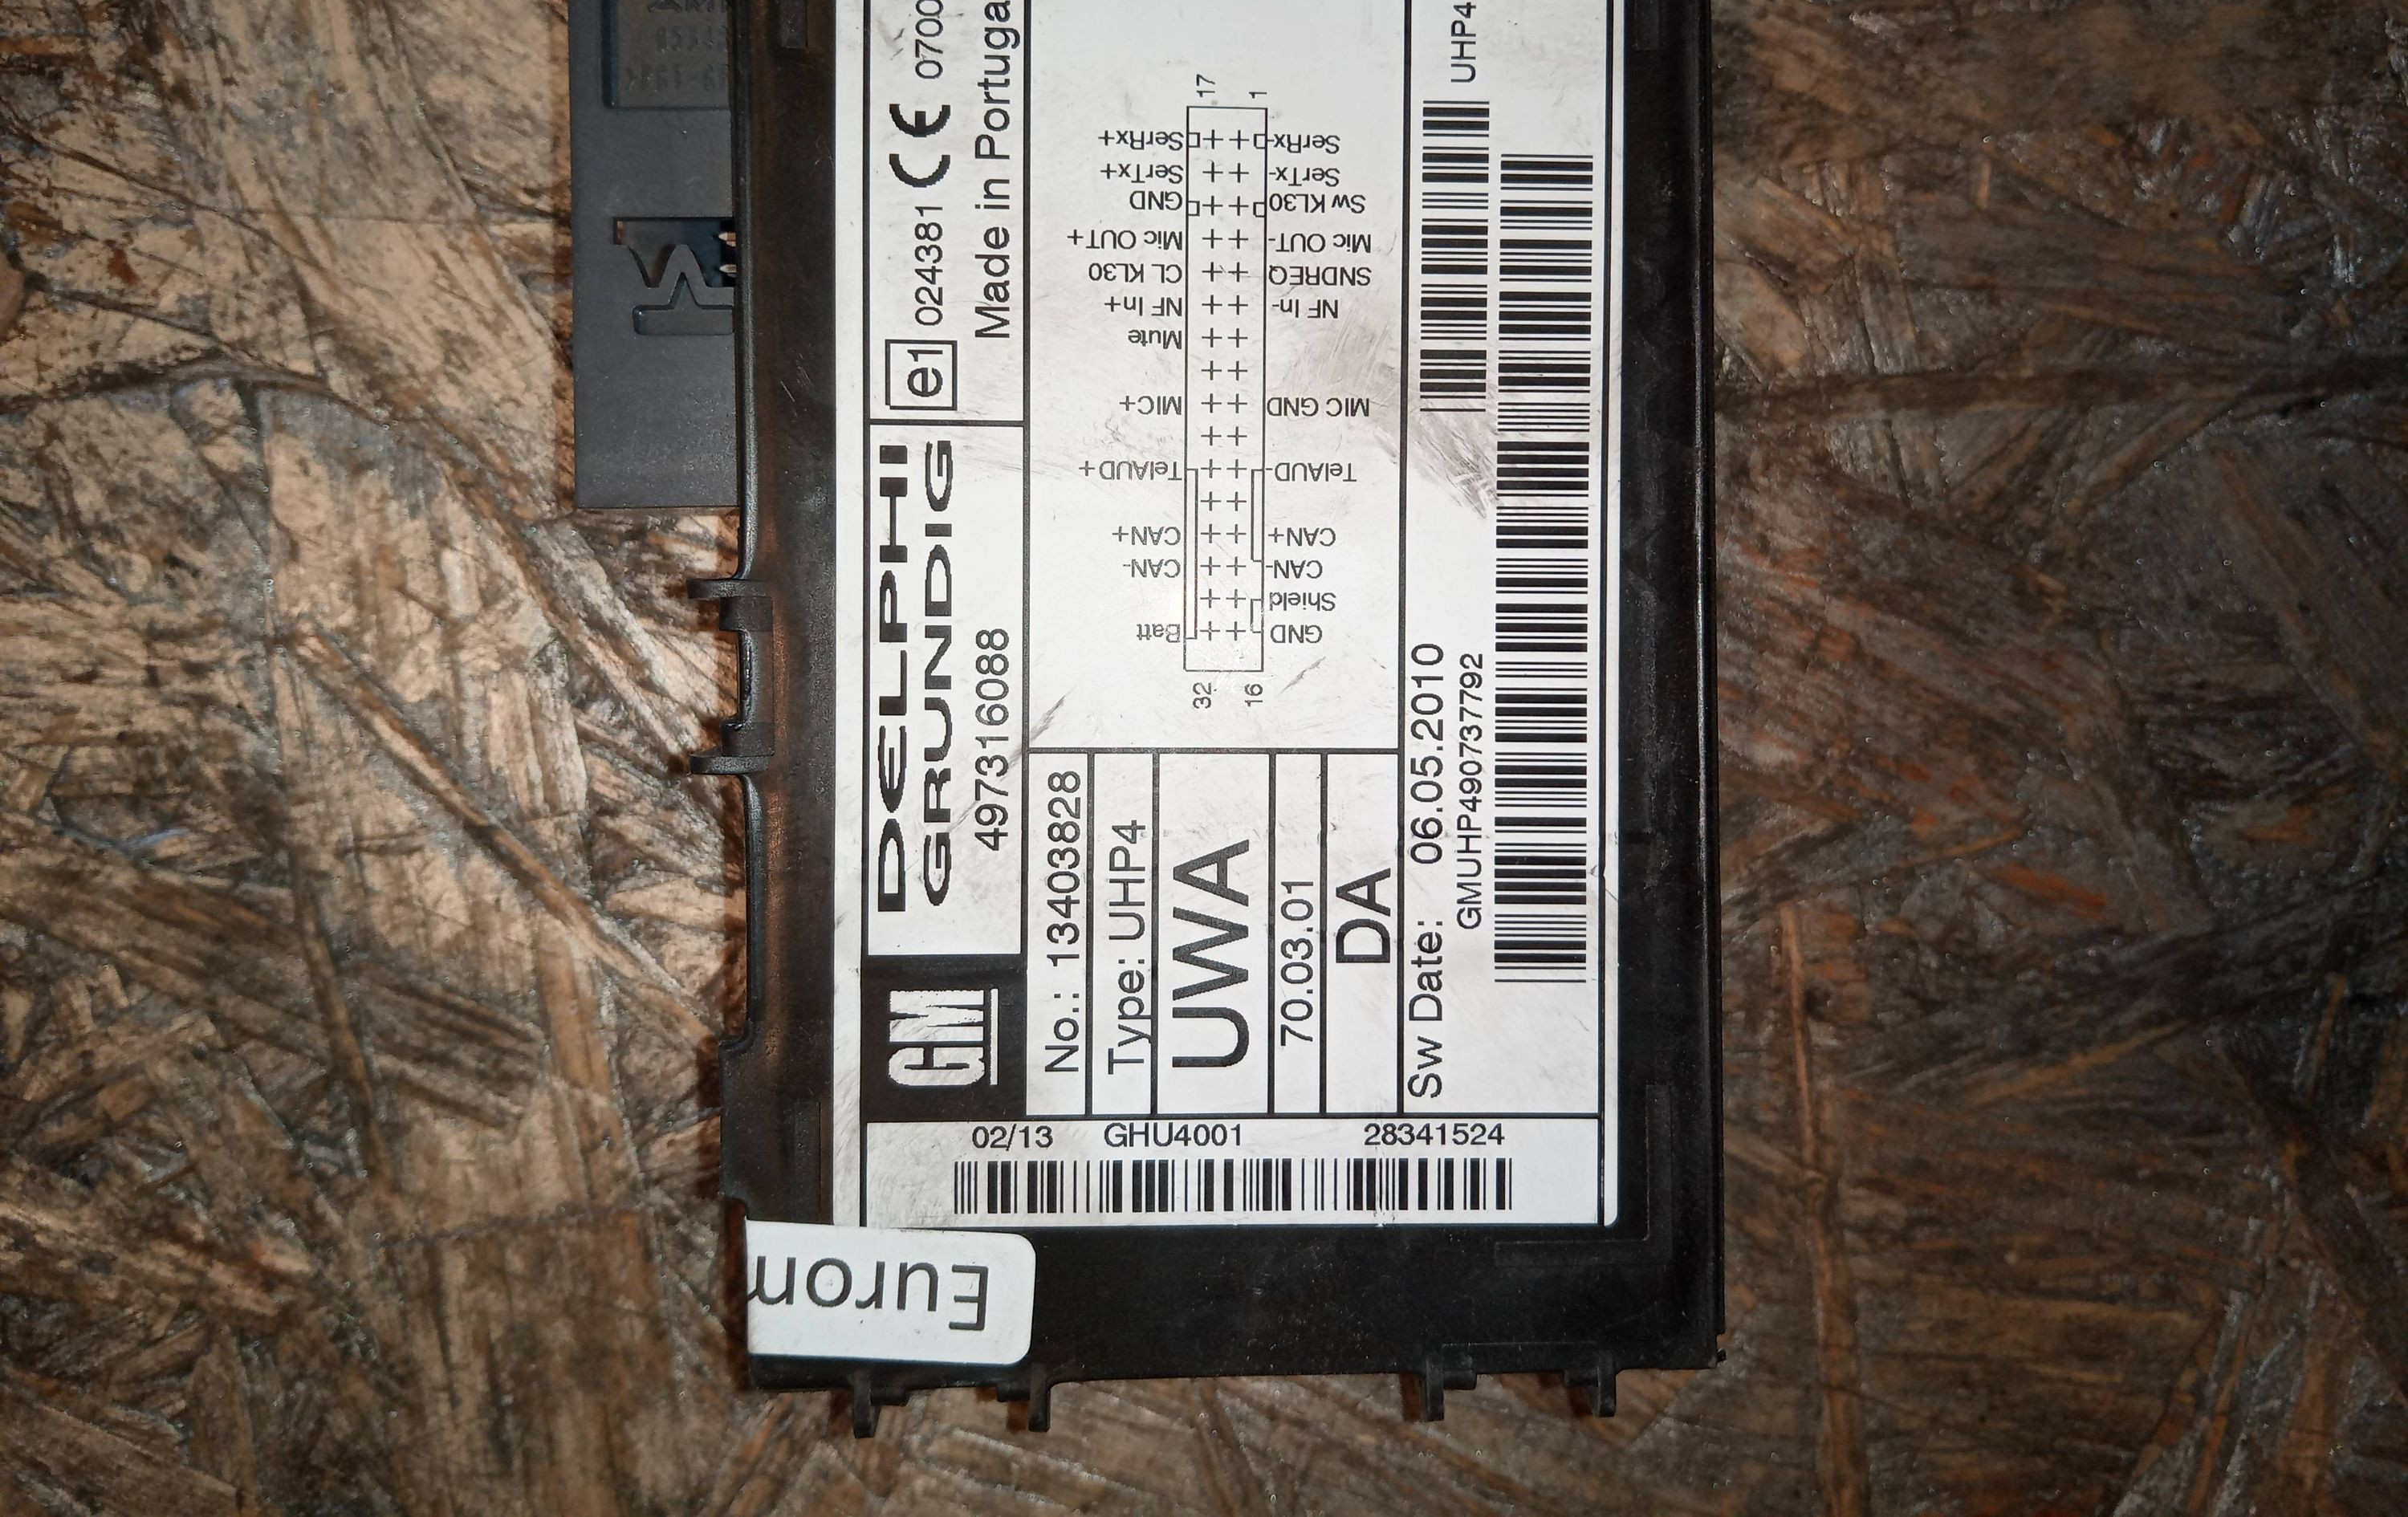 GM
DELPHI
GRUNDIG
497316088
e1 024381 CE 0700
Made in Portuga
No.: 13403828
Type: UHP4
UWA
70.03.01
DA
32 17
16 1
Batt GND
Shield
CAN- CAN-
CAN+ CAN+
TelAUD+ TelAUD-
MIC+ MIC GND
Mute
NF In+ NF In-
CL KL30 SNDREQ
Mic OUT+ Mic OUT-
GND Sw KL30
SerTx+ SerTx-
SerRx+ SerRx-
Sw Date: 06.05.2010
GMUHP4907377792
UHP4
02/13 GHU4001 28341524
Eurom